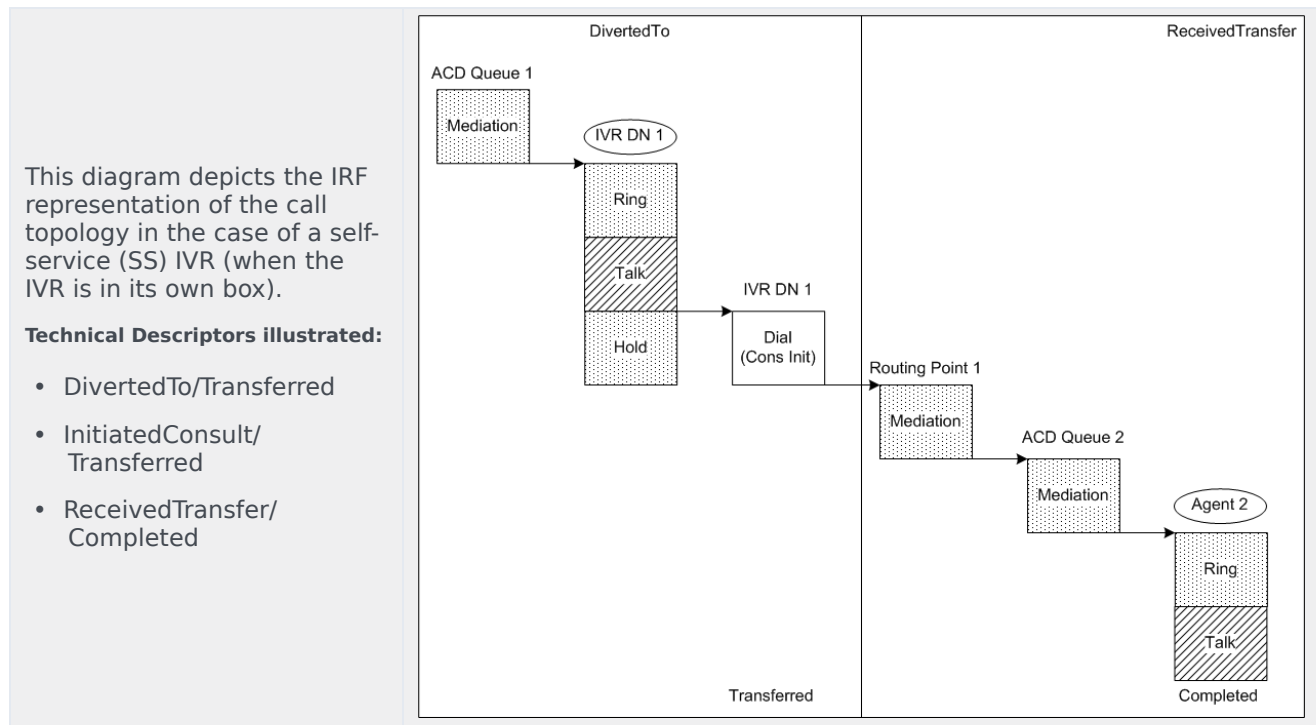 This diagram depicts the IRF
representation of the call
topology in the case of a self-
service (SS) IVR (when the
IVR is in its own box).
Technical Descriptors illustrated:
• DivertedTo/Transferred
• InitiatedConsult/
Transferred
• ReceivedTransfer/
Completed
DivertedTo
ReceivedTransfer
ACD Queue 1
Mediation
IVR DN 1
Ring
Talk
Hold
IVR DN 1
Dial
(Cons Init)
Routing Point 1
Mediation
ACD Queue 2
Mediation
Agent 2
Ring
Talk
Transferred
Completed